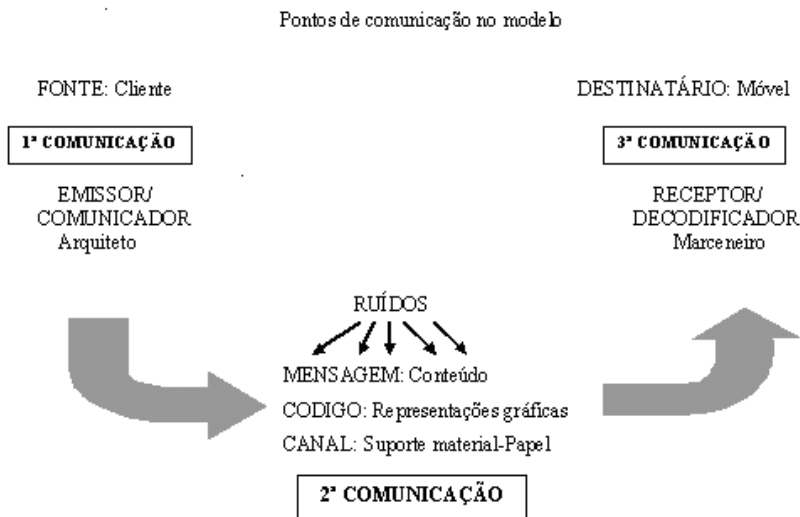 Pontos de comunicação no modelo
FONTE: Cliente
1ª COMUNICAÇÃO
EMISSOR/
COMUNICADOR
Arquiteto
RUÍDOS
MENSAGEM: Conteúdo
CODIGO: Representações gráficas
CANAL: Suporte material-Papel
2ª COMUNICAÇÃO
DESTINATÁRIO: Móvel
3ª COMUNICAÇÃO
RECEPTOR/
DECODIFICADOR
Marceneiro